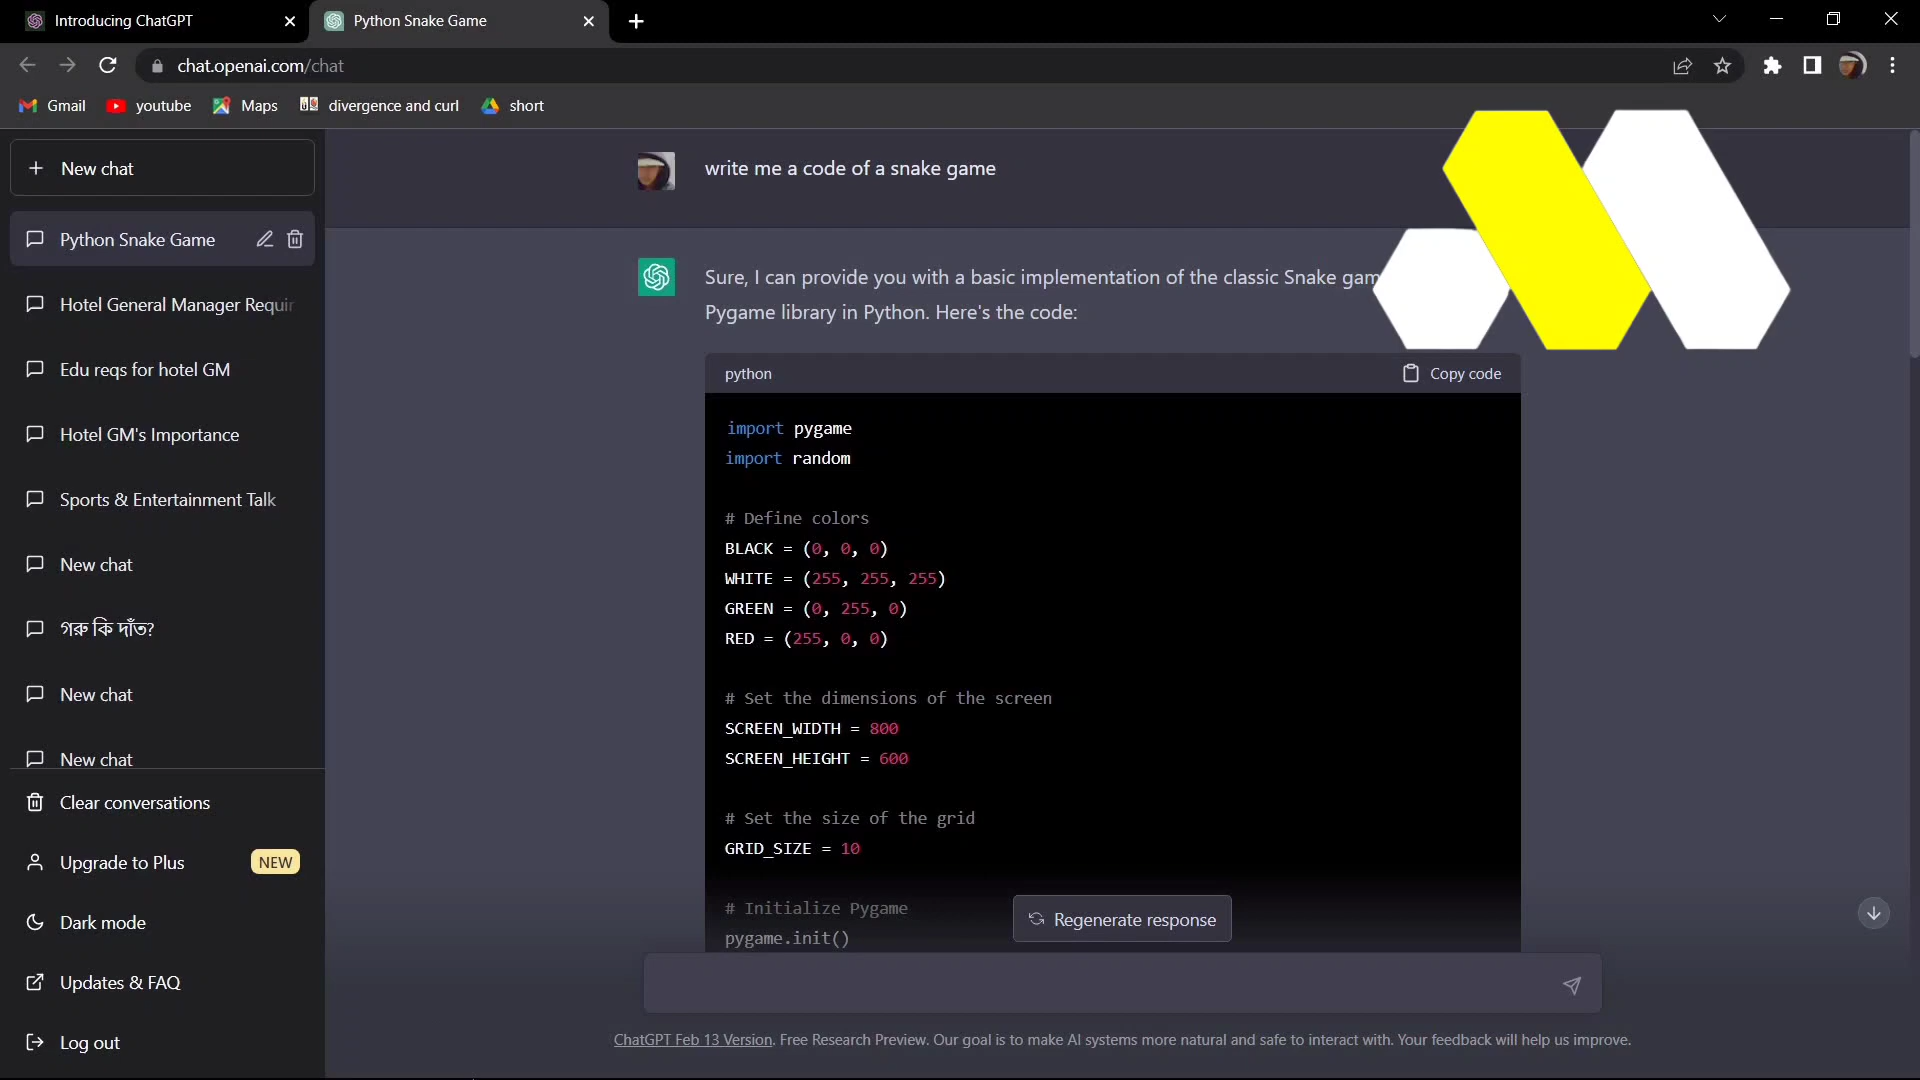 Introducing ChatGPT
Python Snake Game
chat.openai.com/chat
Gmail
youtube
Maps
divergence and curl
short
New chat
Python Snake Game
Hotel General Manager Requir
Edu reqs for hotel GM
Hotel GM's Importance
Sports & Entertainment Talk
New chat
গরু কি দাঁত?
New chat
New chat
Clear conversations
Upgrade to Plus
NEW
Dark mode
Updates & FAQ
Log out
write me a code of a snake game
Sure, I can provide you with a basic implementation of the classic Snake gam
Pygame library in Python. Here's the code:
python
Copy code
import pygame
import random
# Define colors
BLACK = (0, 0, 0)
WHITE = (255, 255, 255)
GREEN = (0, 255, 0)
RED = (255, 0, 0)
# Set the dimensions of the screen
SCREEN_WIDTH = 800
SCREEN_HEIGHT = 600
# Set the size of the grid
GRID_SIZE = 10
# Initialize Pygame
pygame.init()
Regenerate response
ChatGPT Feb 13 Version. Free Research Preview. Our goal is to make AI systems more natural and safe to interact with. Your feedback will help us improve.